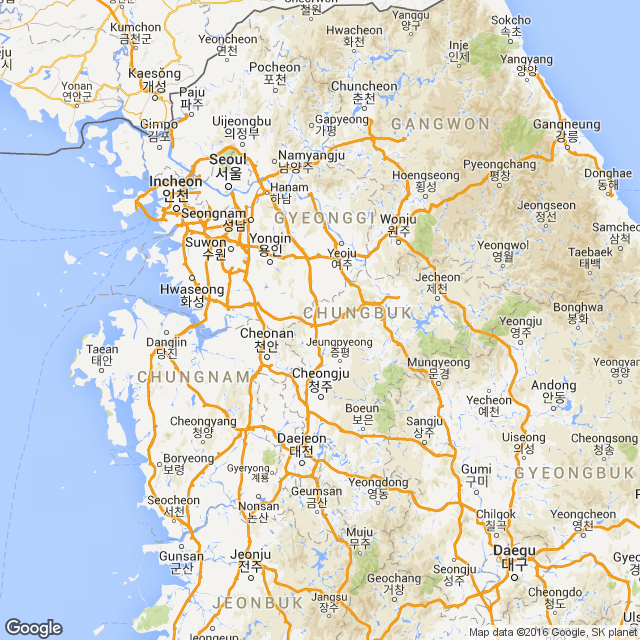 Cheorwon
철원
Yanggu
양구
Sokcho
속초
Kumchon
금천군
Hwacheon
화천
Yeoncheon
연천
Inje
인제
Yangyang
양양
Pocheon
포천
Kaesŏng
개성
Yonan
연안군
Paju
파주
Chuncheon
춘천
Gimpo
김포
Uijeongbu
의정부
Gapyeong
가평
GANGWON
Gangneung
강릉
Seoul
서울
Namyangju
남양주
Pyeongchang
평창
Donghae
동해
Incheon
인천
Hanam
하남
Hoengseong
횡성
Seongnam
성남
GYEONGGI
Wonju
원주
Jeongseon
정선
Samche
삼척
Suwon
수원
Yongin
용인
Yeoju
여주
Yeongwol
영월
Taebaek
태백
Jecheon
제천
Hwaseong
화성
CHUNGBUK
Bonghwa
봉화
Yeongju
영주
Dangjin
당진
Cheonan
천안
Jeungpyeong
증평
Taean
태안
Mungyeong
문경
Yeongyan
영양
CHUNGNAM
Cheongju
청주
Andong
안동
Yecheon
예천
Boeun
보은
Cheongyang
청양
Sangju
상주
Uiseong
의성
Cheongsong
청송
Daejeon
대전
Boryeong
보령
Gyeryong
계룡
Gumi
구미
GYEONGBUK
Yeongdong
영동
Geumsan
금산
Seocheon
서천
Nonsan
논산
Chilgok
칠곡
Yeongcheon
영천
Muju
무주
Gunsan
군산
Jeonju
전주
Daegu
대구
Seongju
성주
Geochang
거창
Cheongdo
청도
Jangsu
장수
JEONBUK
Jeongeup
Google
Map data ©2016 Google, SK planet